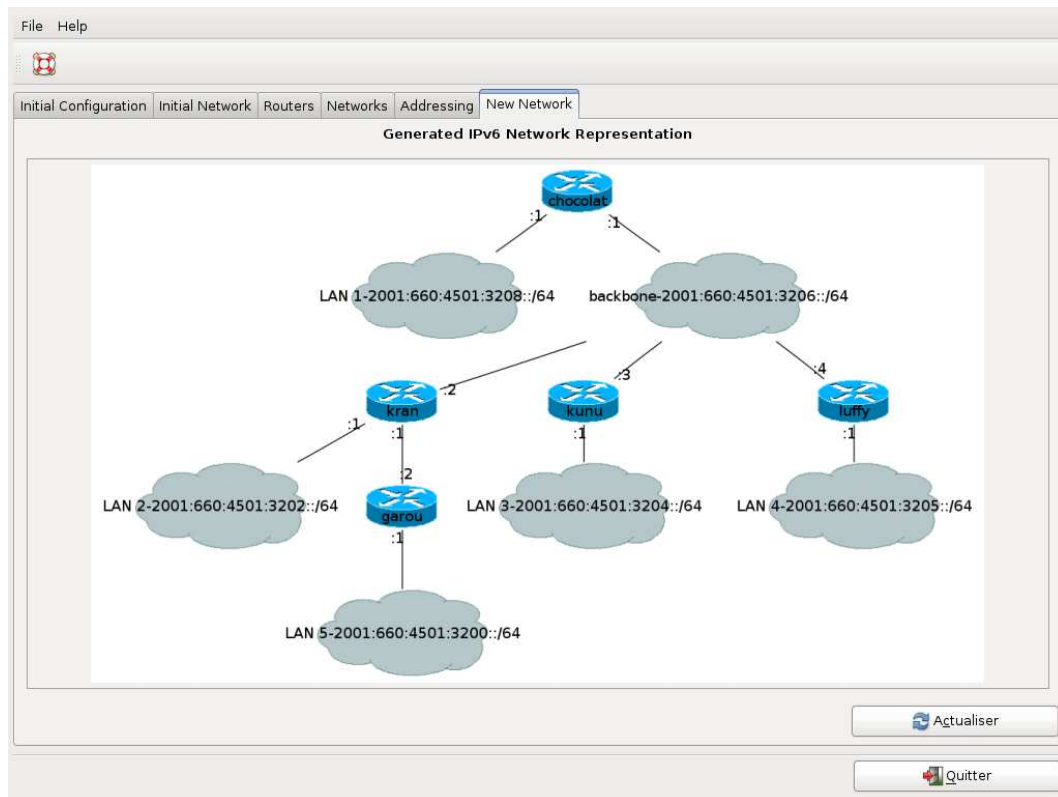 File Help
Initial Configuration Initial Network Routers Networks Addressing New Network
Generated IPv6 Network Representation
chocolat
:1 :1
LAN 1-2001:660:4501:3208::/64 backbone-2001:660:4501:3206::/64
:2 :3 :4
kran kunu luffy
:1 :1 :1 :1
:2
LAN 2-2001:660:4501:3202::/64 garou LAN 3-2001:660:4501:3204::/64 LAN 4-2001:660:4501:3205::/64
:1
LAN 5-2001:660:4501:3200::/64
Actualiser
Quitter